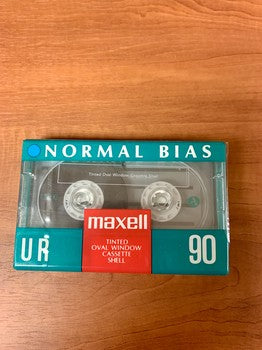 NORMAL BIAS
Tinted Oval Window Cassette Shell
maxell
UR
TINTED
OVAL WINDOW
CASSETTE
SHELL
90